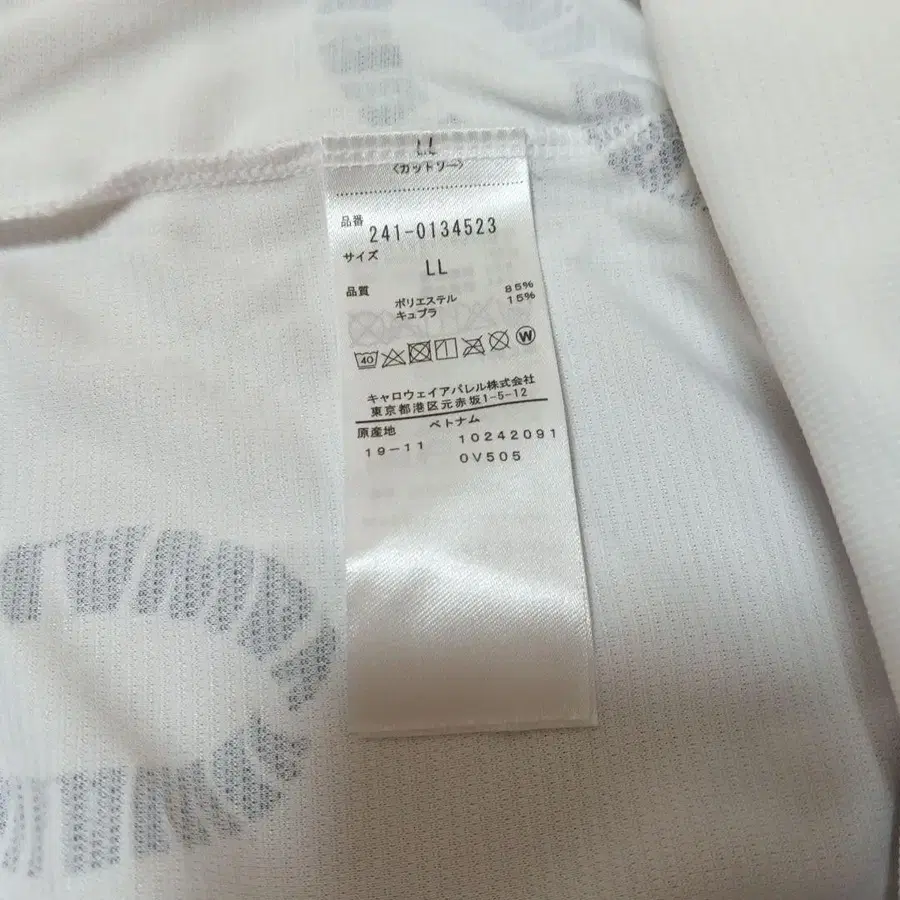 LL
〈カットソー〉
品番
241-0134523
サイズ
LL
品質
ポリエステル 85%
キュプラ 15%
40 W
キャロウェイアパレル株式会社
東京都港区元赤坂1-5-12
原産地 ベトナム
19-11 10242091
0V505